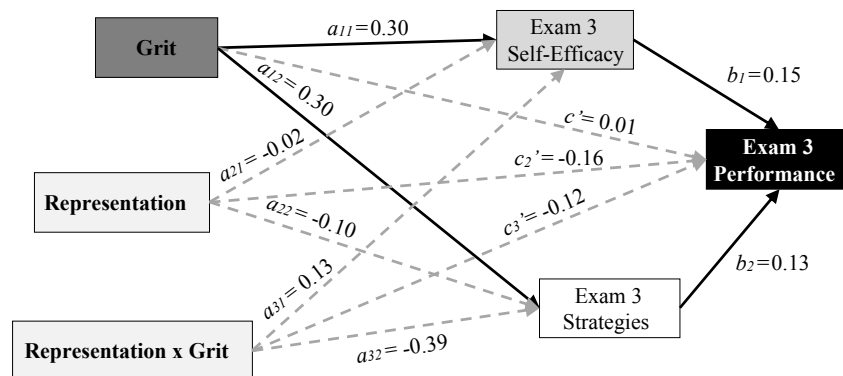 Grit
a11 = 0.30
Exam 3
Self-Efficacy
a12 = 0.30
b1 = 0.15
c’= 0.01
a21 = -0.02
c2’= -0.16
Exam 3
Performance
Representation
a22 = -0.10
c3’= -0.12
a31 = 0.13
b2 = 0.13
Exam 3
Strategies
Representation x Grit
a32 = -0.39